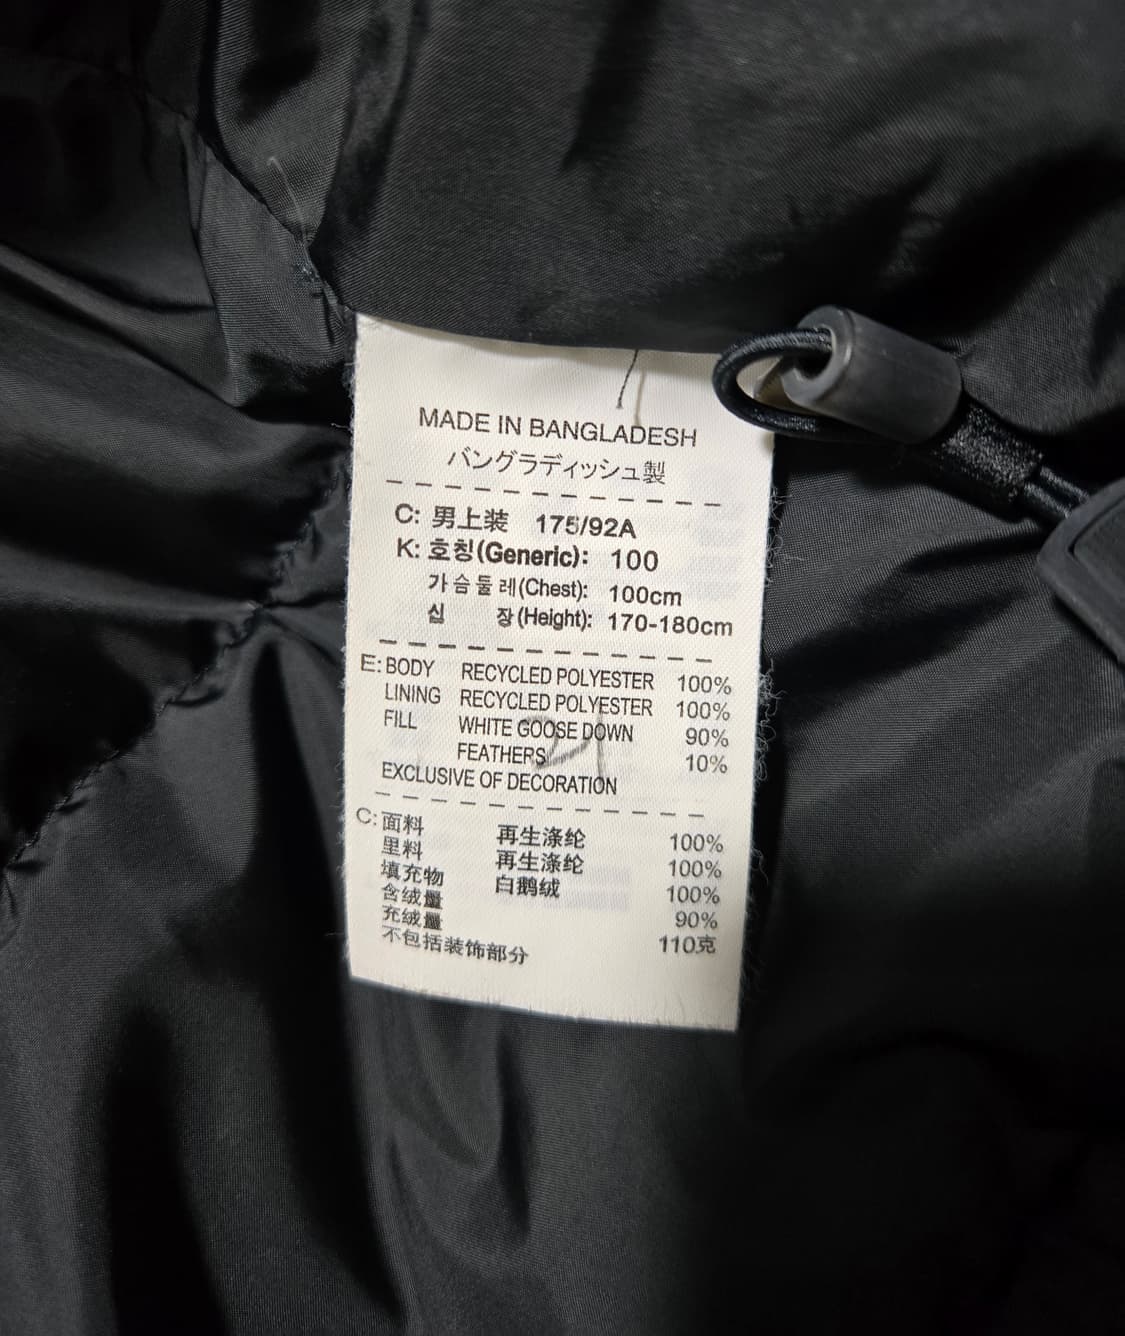 MADE IN BANGLADESH
バングラディッシュ製
C: 男上装 175/92A
K: 호칭(Generic): 100
가슴둘레(Chest): 100cm
심 장(Height): 170-180cm
E: BODY RECYCLED POLYESTER 100%
LINING RECYCLED POLYESTER 100%
FILL WHITE GOOSE DOWN 90%
FEATHERS 10%
EXCLUSIVE OF DECORATION
C: 面料 再生涤纶 100%
里料 再生涤纶 100%
填充物 白鹅绒 100%
含绒量 90%
充绒量 110克
不包括装饰部分